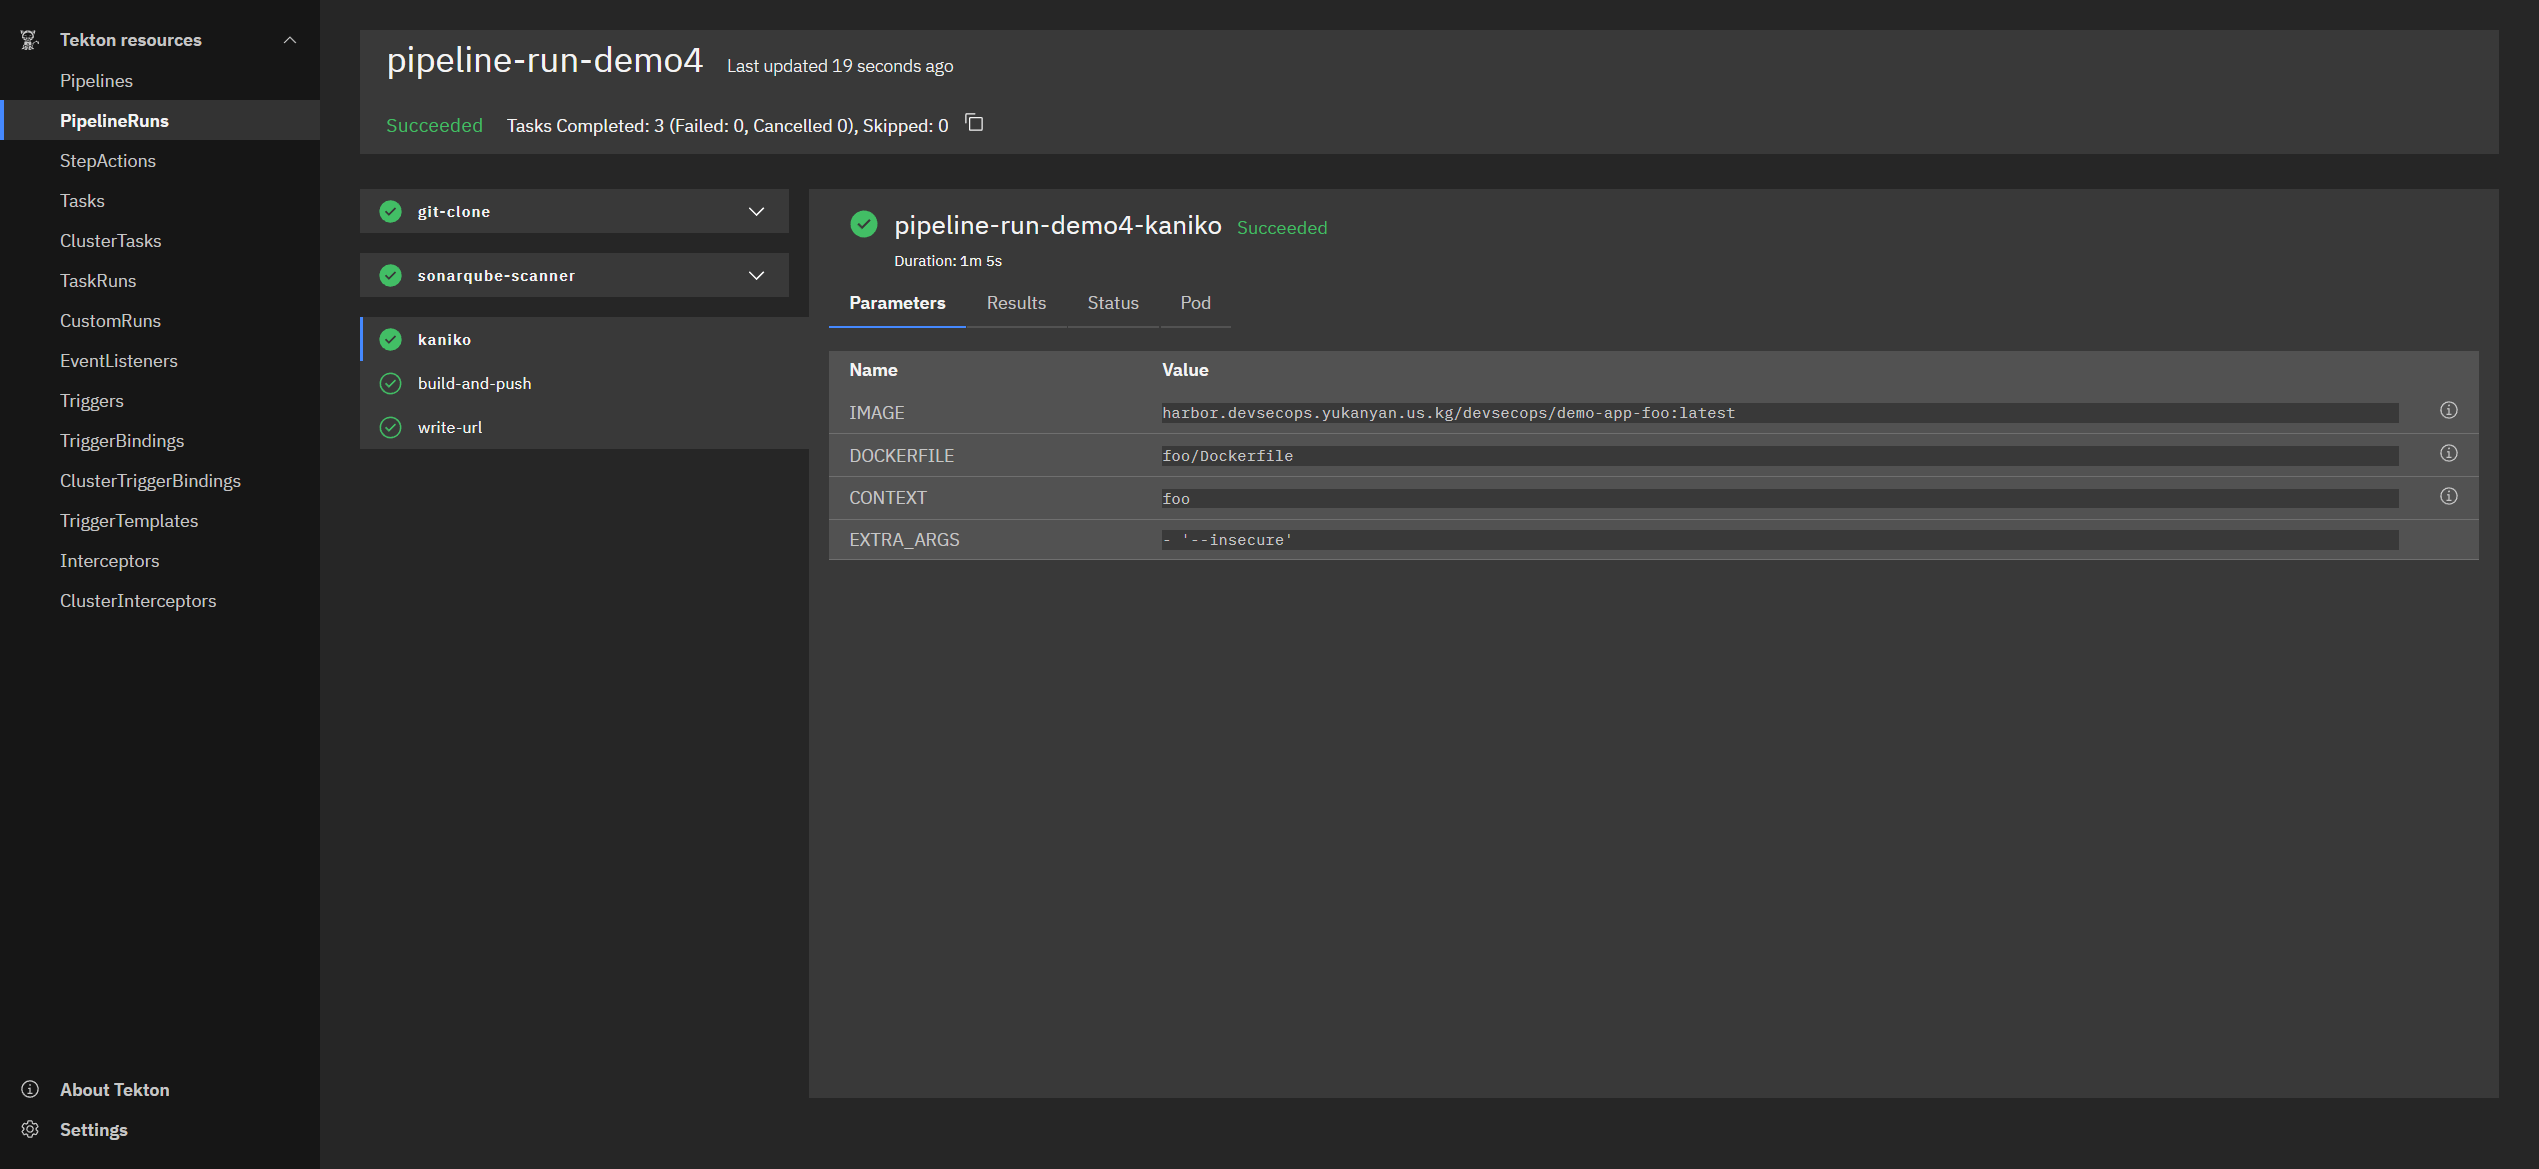 Tekton resources
Pipelines
PipelineRuns
StepActions
Tasks
ClusterTasks
TaskRuns
CustomRuns
EventListeners
Triggers
TriggerBindings
ClusterTriggerBindings
TriggerTemplates
Interceptors
ClusterInterceptors
About Tekton
Settings
pipeline-run-demo4 Last updated 19 seconds ago
Succeeded Tasks Completed: 3 (Failed: 0, Cancelled 0), Skipped: 0
git-clone
sonarqube-scanner
kaniko
build-and-push
write-url
pipeline-run-demo4-kaniko Succeeded
Duration: 1m 5s
Parameters Results Status Pod
Name Value
IMAGE harbor.devsecops.yukanyan.us.kg/devsecops/demo-app-foo:latest
DOCKERFILE foo/Dockerfile
CONTEXT foo
EXTRA_ARGS - '--insecure'